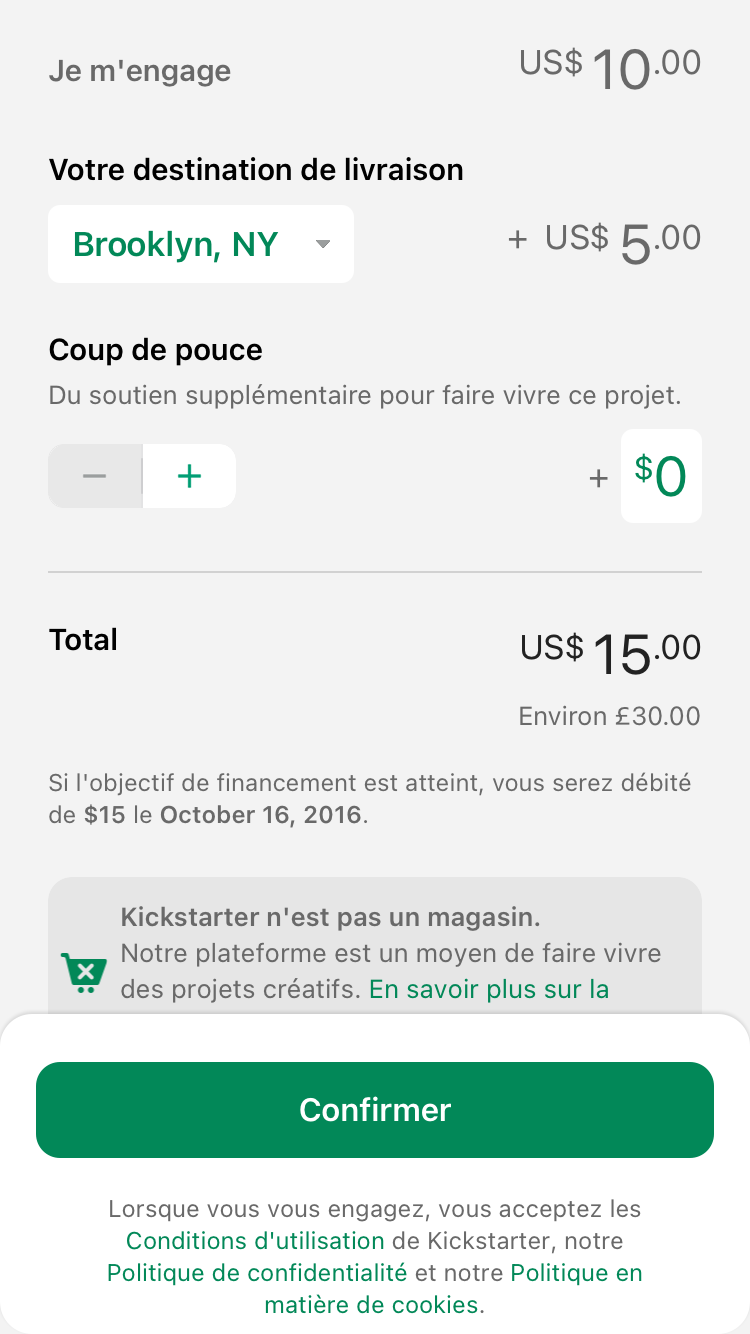 Je m'engage US$ 10.00
Votre destination de livraison
Brooklyn, NY + US$ 5.00
Coup de pouce
Du soutien supplémentaire pour faire vivre ce projet.
− + + $0
Total US$ 15.00
Environ £30.00
Si l'objectif de financement est atteint, vous serez débité
de $15 le October 16, 2016.
Kickstarter n'est pas un magasin.
Notre plateforme est un moyen de faire vivre
des projets créatifs. En savoir plus sur la
Confirmer
Lorsque vous vous engagez, vous acceptez les
Conditions d'utilisation de Kickstarter, notre
Politique de confidentialité et notre Politique en
matière de cookies.